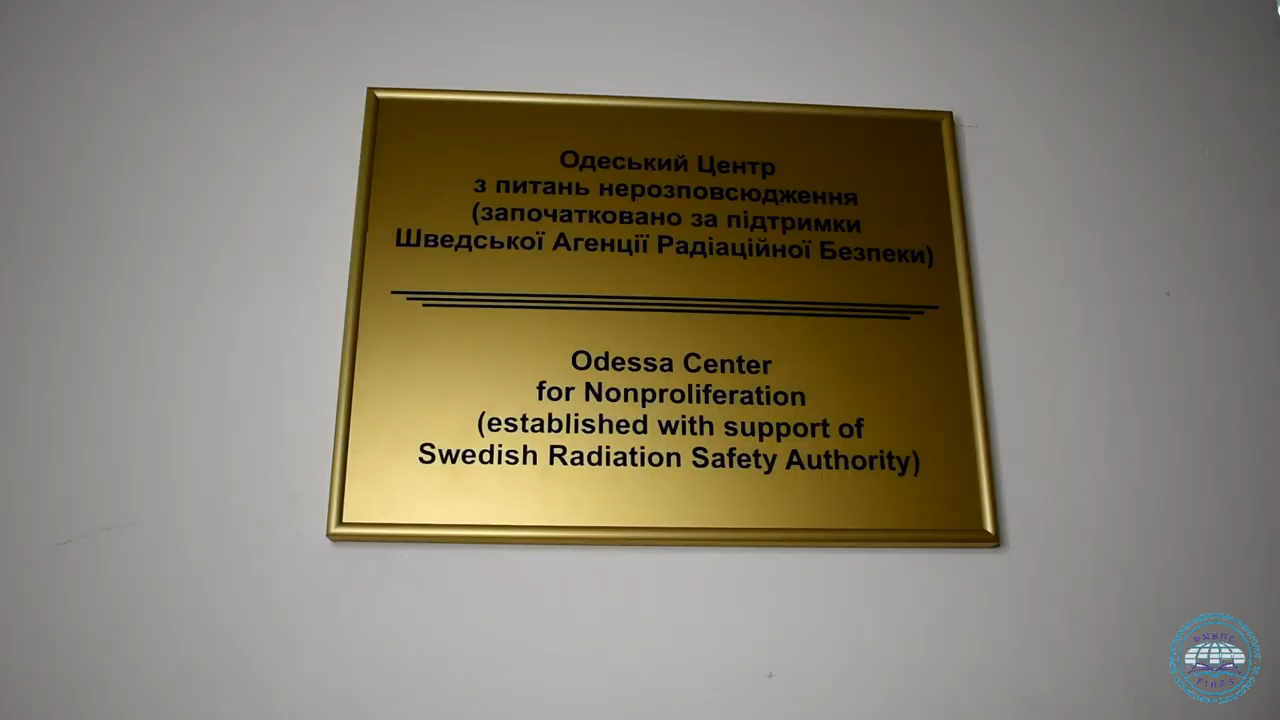 Одеський Центр
з питань нерозповсюдження
(започатковано за підтримки
Шведської Агенції Радіаційної Безпеки)
Odessa Center
for Nonproliferation
(established with support of
Swedish Radiation Safety Authority)
ФМВПС